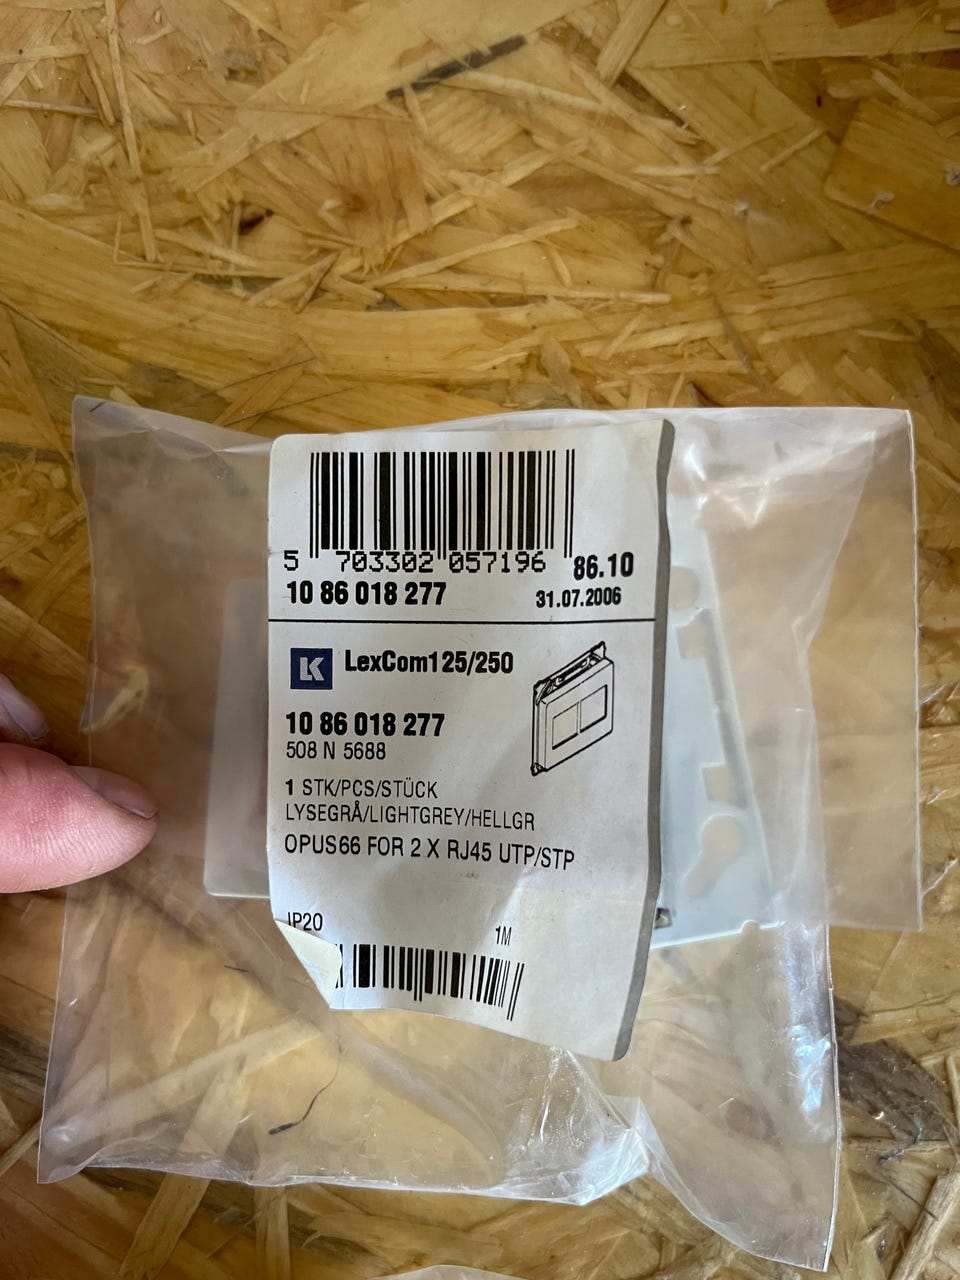 5 703302 057196
86.10
10 86 018 277
31.07.2006
LK LexCom125/250
10 86 018 277
508 N 5688
1 STK/PCS/STÜCK
LYSEGRÅ/LIGHTGREY/HELLGR
OPUS66 FOR 2 X RJ45 UTP/STP
IP20
1M